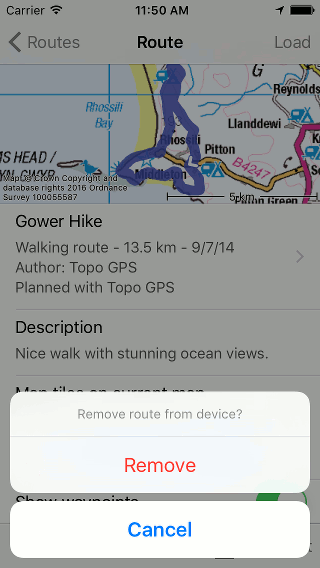 Carrier
11:50 AM
Routes
Route
Load
G
Reynolds
Rhossili
Bay
Llanddewi
Rhossili
Pitton
MS HEAD /
Middleton
B4247
Map is Crown Copyright and
database rights 2016 Ordnance
Survey 100055587
5km
Green
Gower Hike
Walking route - 13.5 km - 9/7/14
Author: Topo GPS
Planned with Topo GPS
Description
Nice walk with stunning ocean views.
Map tiles on current map
Remove route from device?
Remove
Show waypoints
Cancel